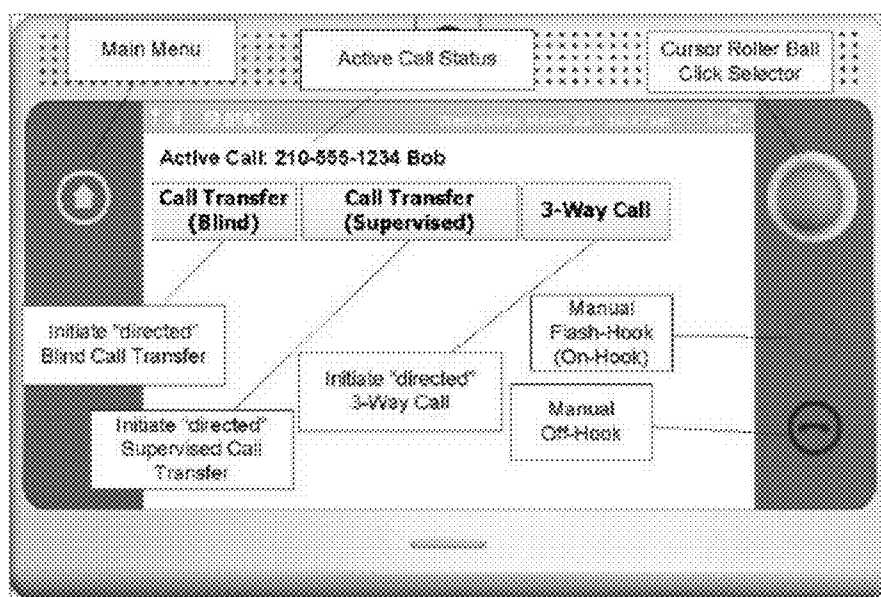 Main Menu
Active Call Status
Cursor Roller Ball
Click Selector
Active Call: 210-555-1234 Bob
Call Transfer
(Blind)
Call Transfer
(Supervised)
3-Way Call
Initiate "directed"
Blind Call Transfer
Initiate "directed"
Supervised Call
Transfer
Initiate "directed"
3-Way Call
Manual
Flash-Hook
(On-Hook)
Manual
Off-Hook